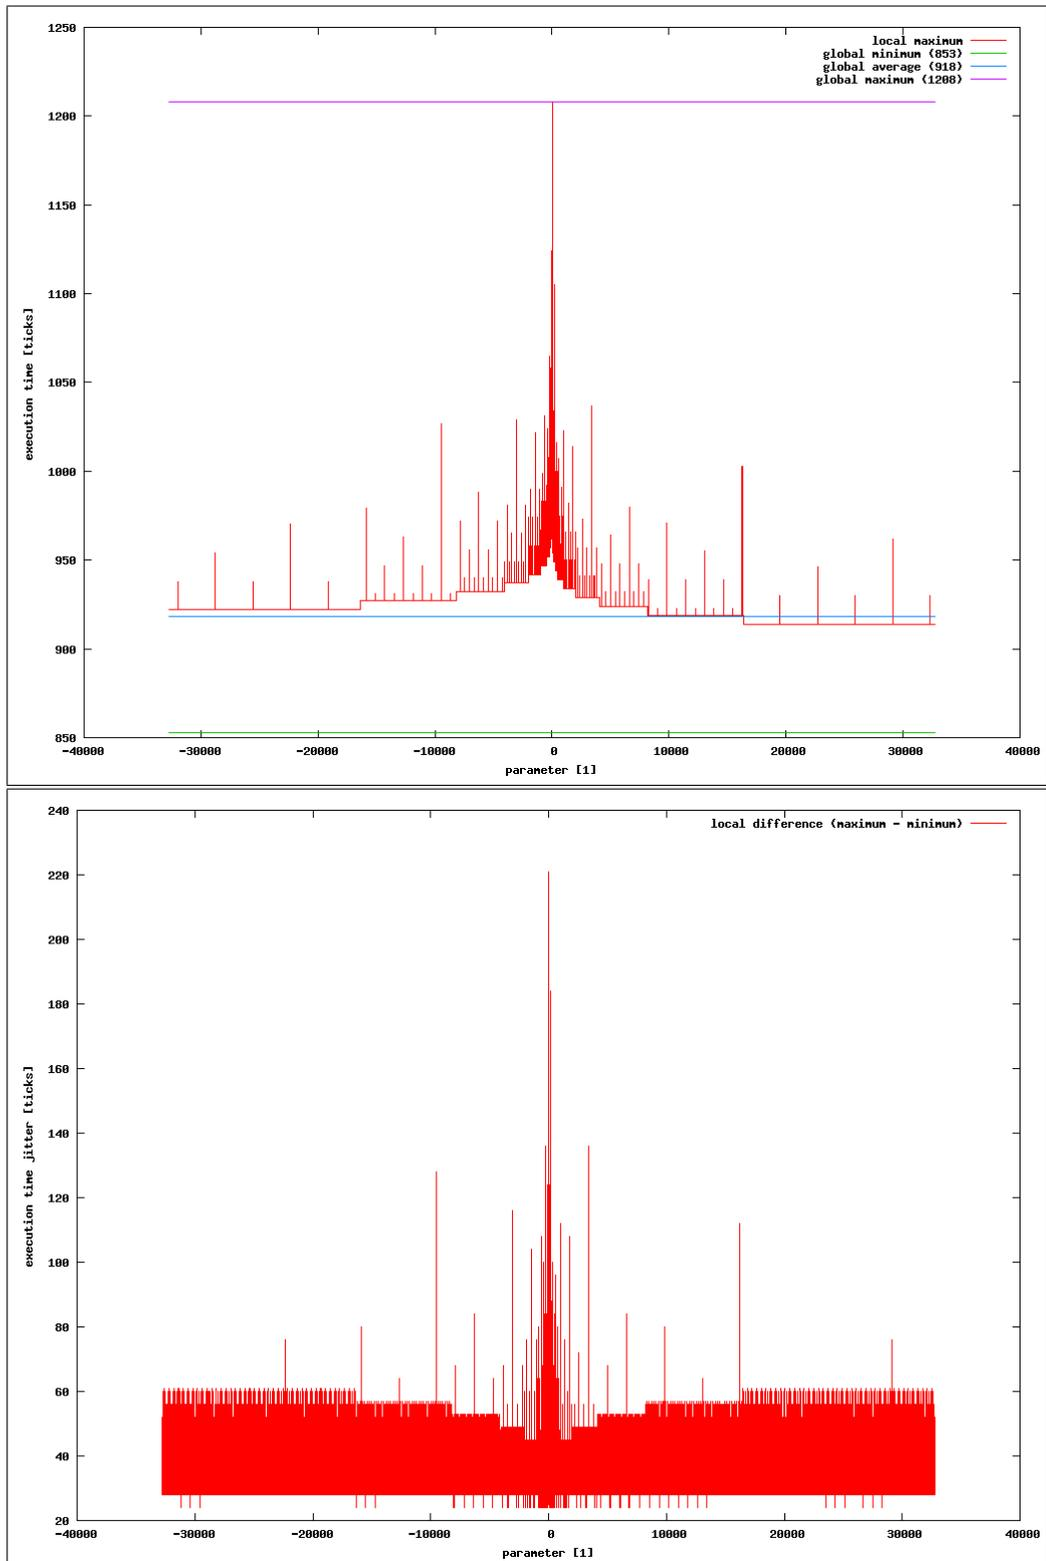 1250
1200
1150
1100
1050
1000
950
900
850
execution time [ticks]
local maximum
global minimum (853)
global average (918)
global maximum (1208)
-40000 -30000 -20000 -10000 0 10000 20000 30000 40000
parameter [1]
240
220
200
180
160
140
120
100
80
60
40
20
execution time jitter [ticks]
local difference (maximum - minimum)
-40000 -30000 -20000 -10000 0 10000 20000 30000 40000
parameter [1]